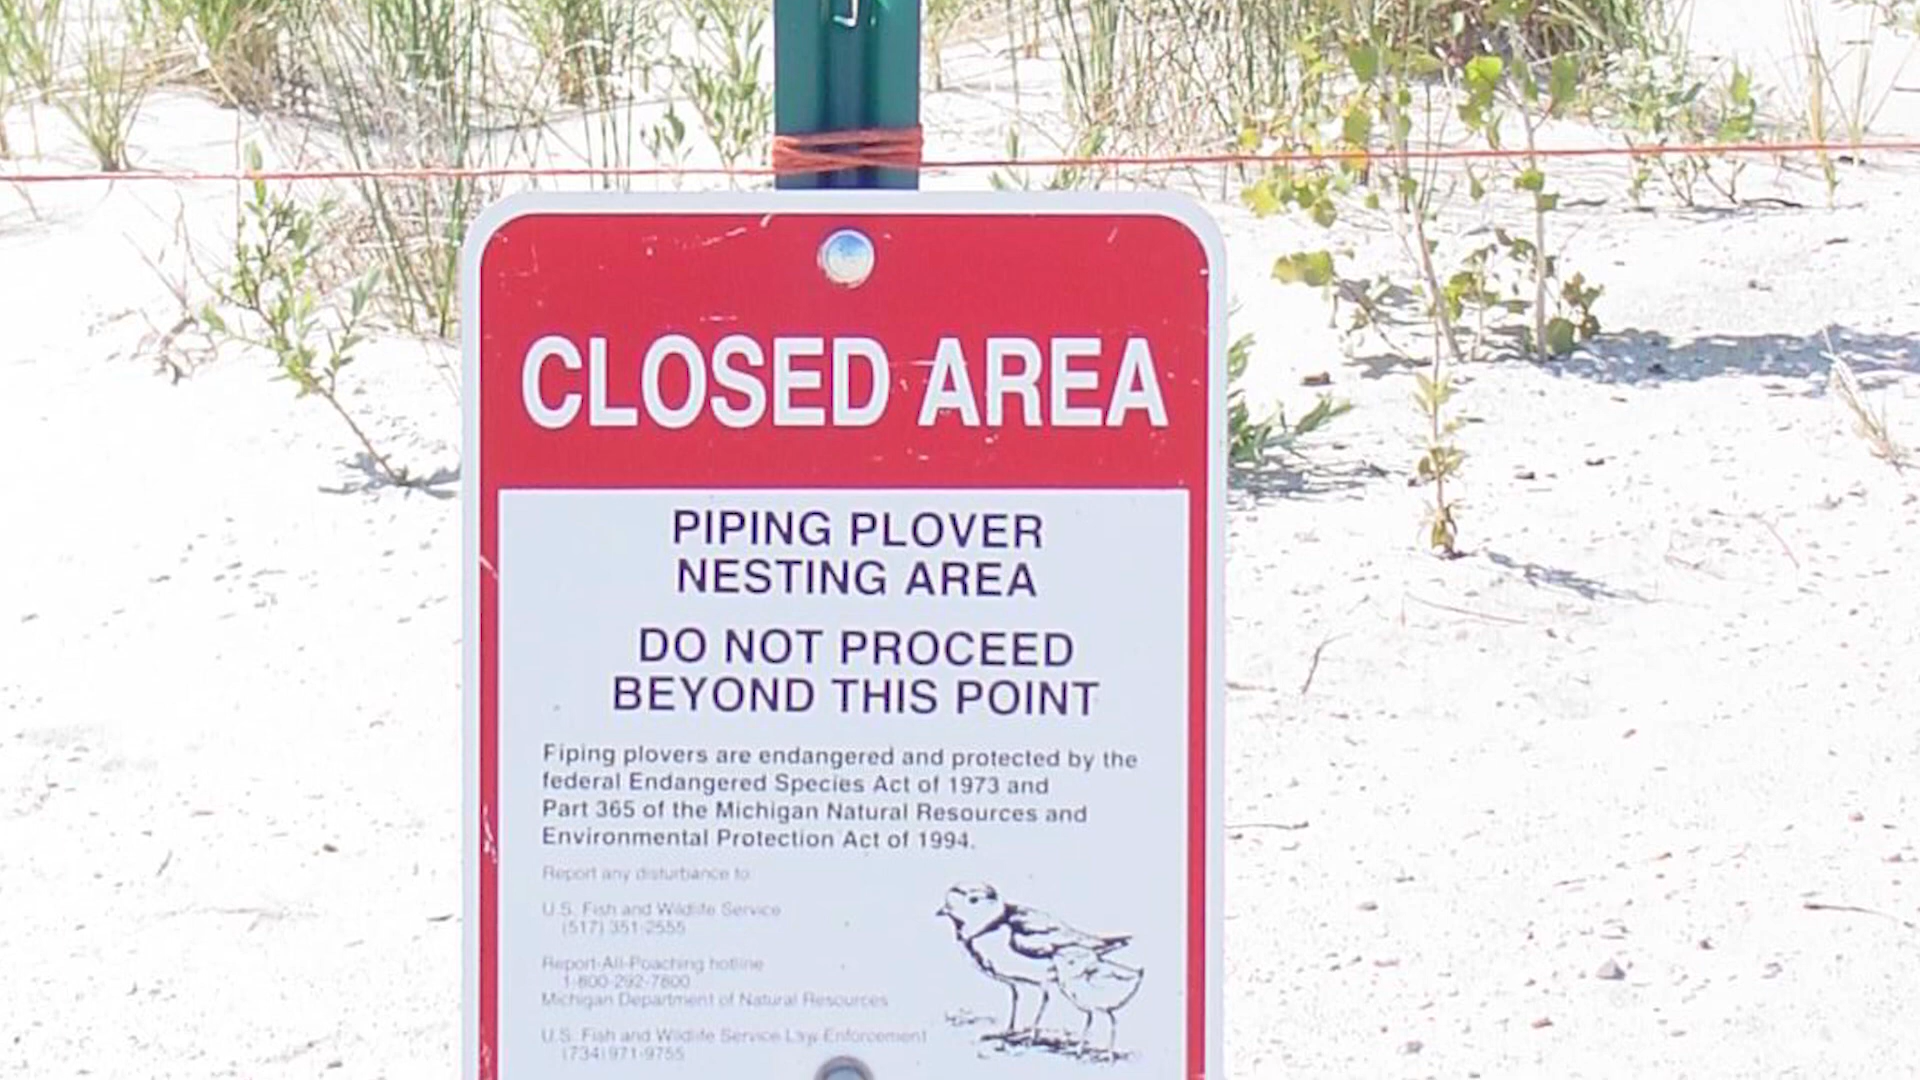 CLOSED AREA
PIPING PLOVER
NESTING AREA
DO NOT PROCEED
BEYOND THIS POINT
Piping plovers are endangered and protected by the
federal Endangered Species Act of 1973 and
Part 365 of the Michigan Natural Resources and
Environmental Protection Act of 1994.
Report any disturbance to:
U.S. Fish and Wildlife Service
(517) 351-2555
Report-All-Poaching hotline
1-800-292-7800
Michigan Department of Natural Resources
U.S. Fish and Wildlife Service Law Enforcement
(734) 971-9755